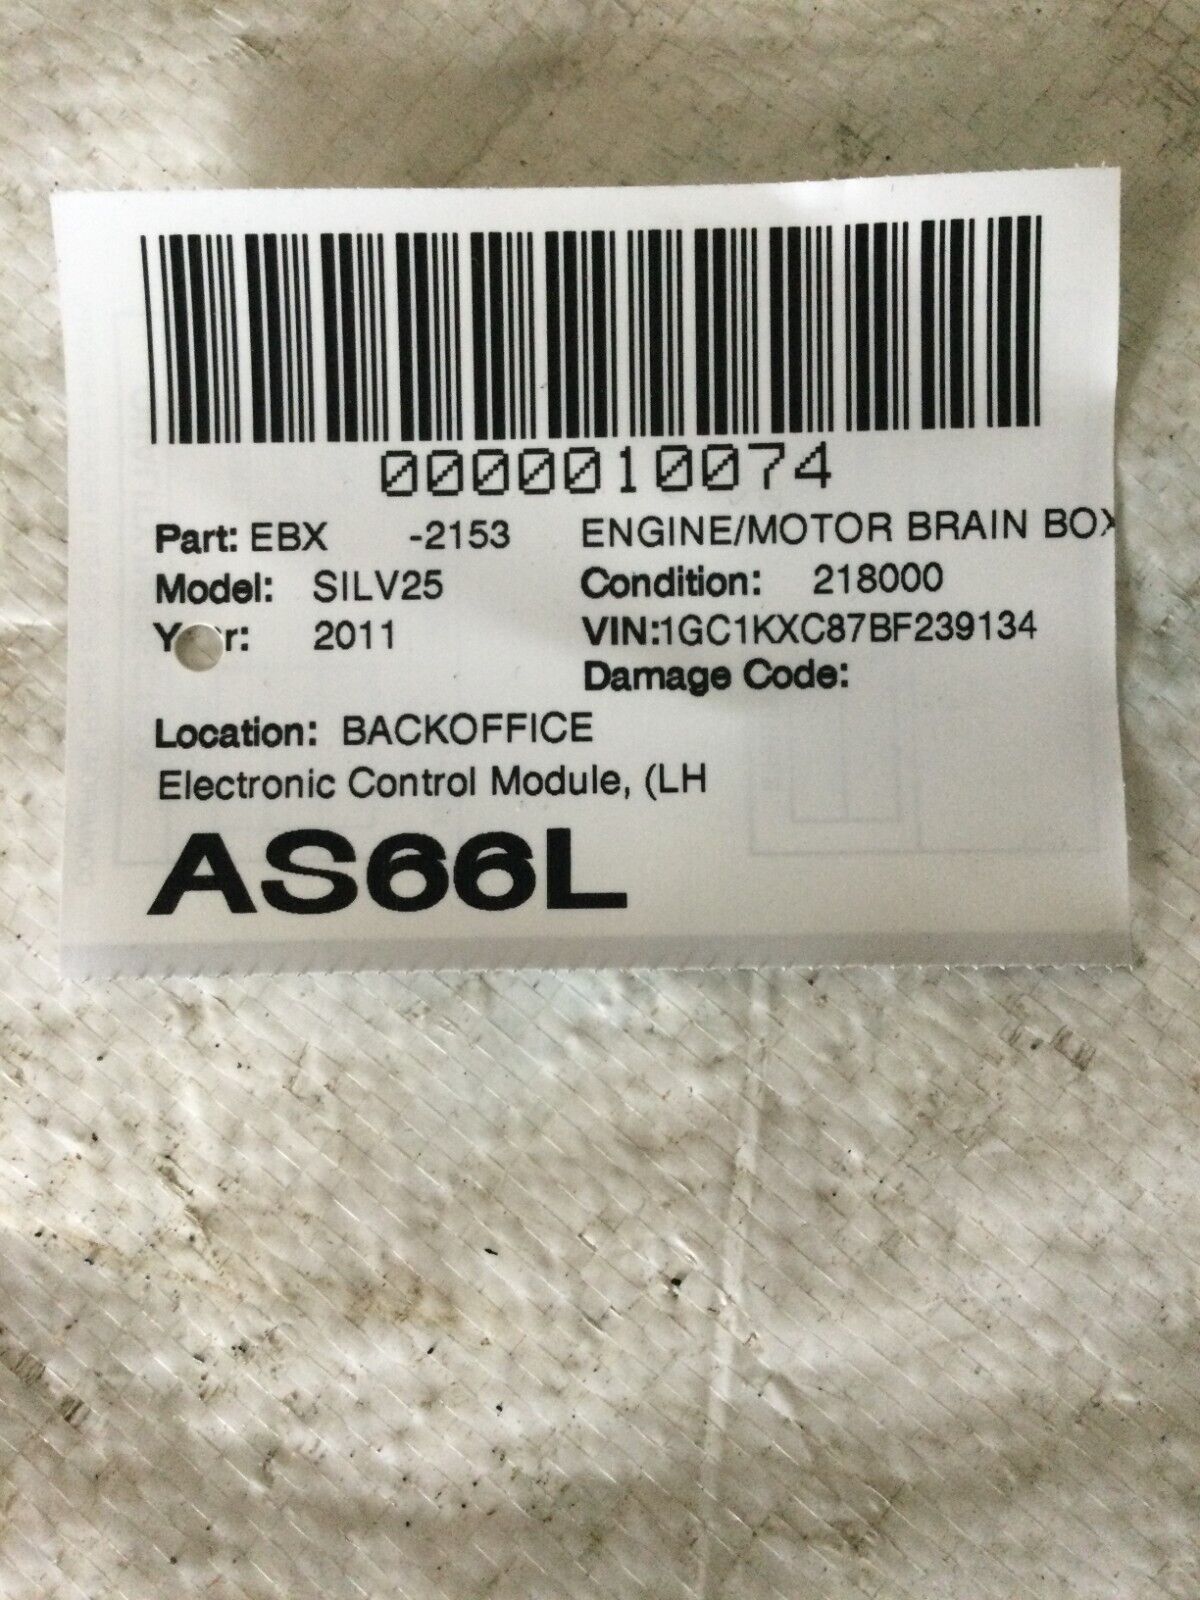 0000010074
Part: EBX -2153 ENGINE/MOTOR BRAIN BOX
Model: SILV25 Condition: 218000
2011 VIN:1GC1KXC87BF239134
Damage Code:
Location: BACKOFFICE
Electronic Control Module, (LH
AS66L